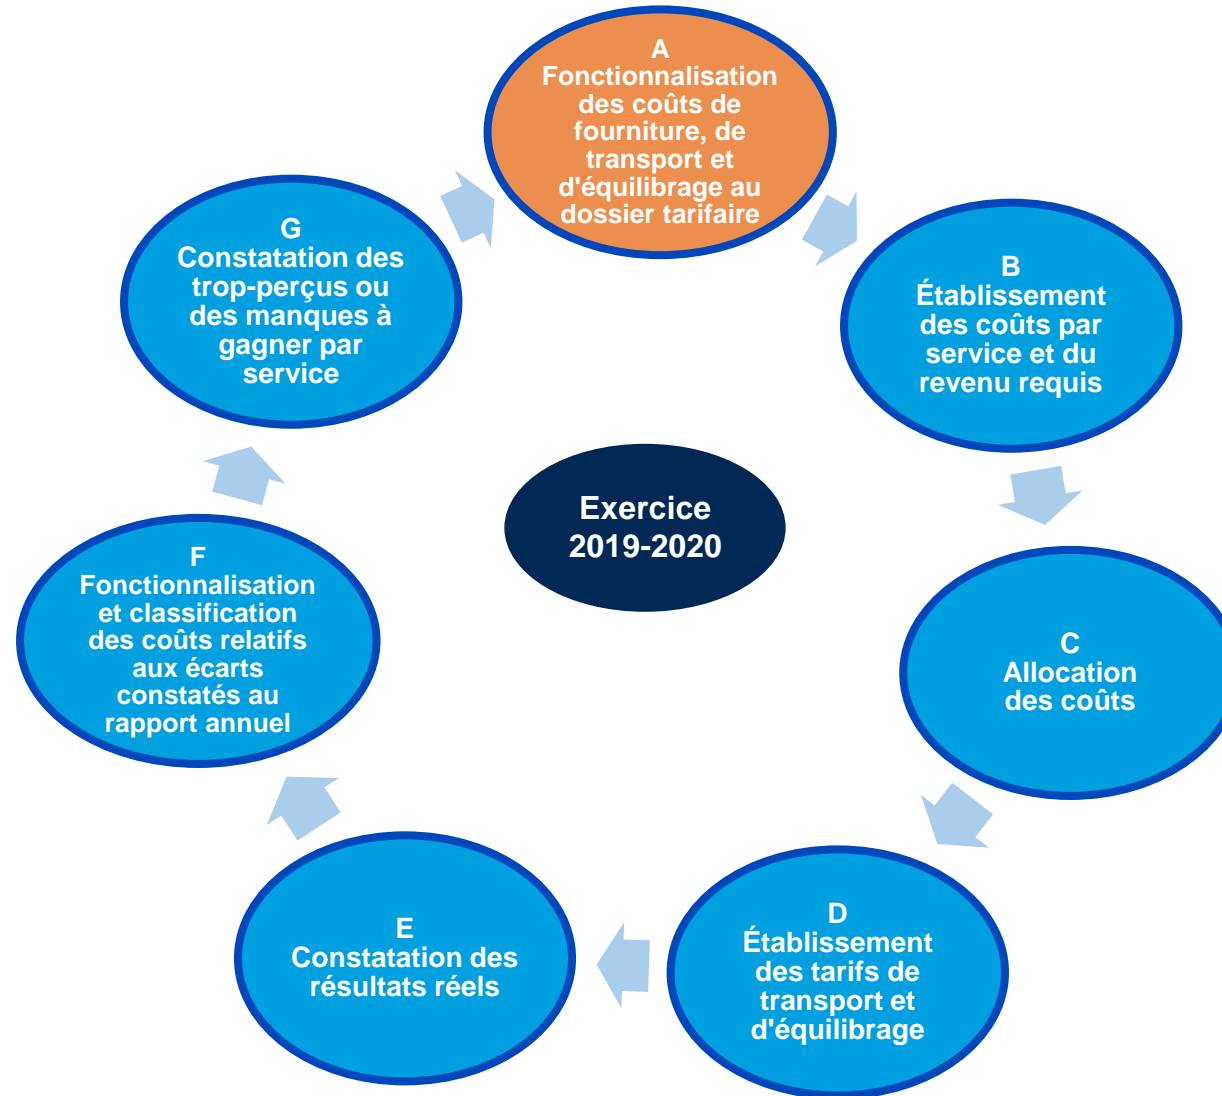 A
Fonctionnalisation
des coûts de
fourniture, de
transport et
d'équilibrage au
dossier tarifaire
B
Établissement
des coûts par
service et du
revenu requis
C
Allocation
des coûts
D
Établissement
des tarifs de
transport et
d'équilibrage
E
Constatation des
résultats réels
F
Fonctionnalisation
et classification
des coûts relatifs
aux écarts
constatés au
rapport annuel
G
Constatation des
trop-perçus ou
des manques à
gagner par
service
Exercice
2019-2020